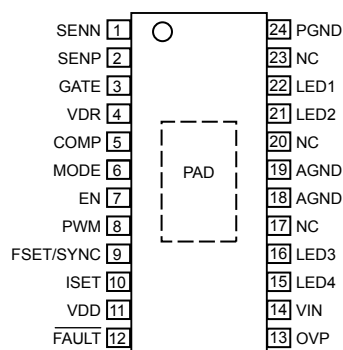 SENN 1 24 PGND
SENP 2 23 NC
GATE 3 22 LED1
VDR 4 21 LED2
COMP 5 20 NC
MODE 6 PAD 19 AGND
EN 7 18 AGND
PWM 8 17 NC
FSET/SYNC 9 16 LED3
ISET 10 15 LED4
VDD 11 14 VIN
FAULT 12 13 OVP